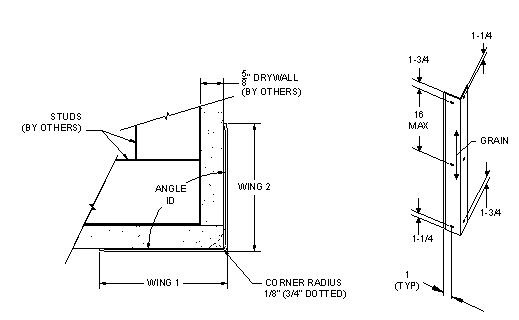 5/8" DRYWALL
(BY OTHERS)
STUDS
(BY OTHERS)
ANGLE
ID
WING 2
WING 1
CORNER RADIUS
1/8" (3/4" DOTTED)
1-1/4
1-3/4
16
MAX
GRAIN
1-3/4
1-1/4
1
(TYP)